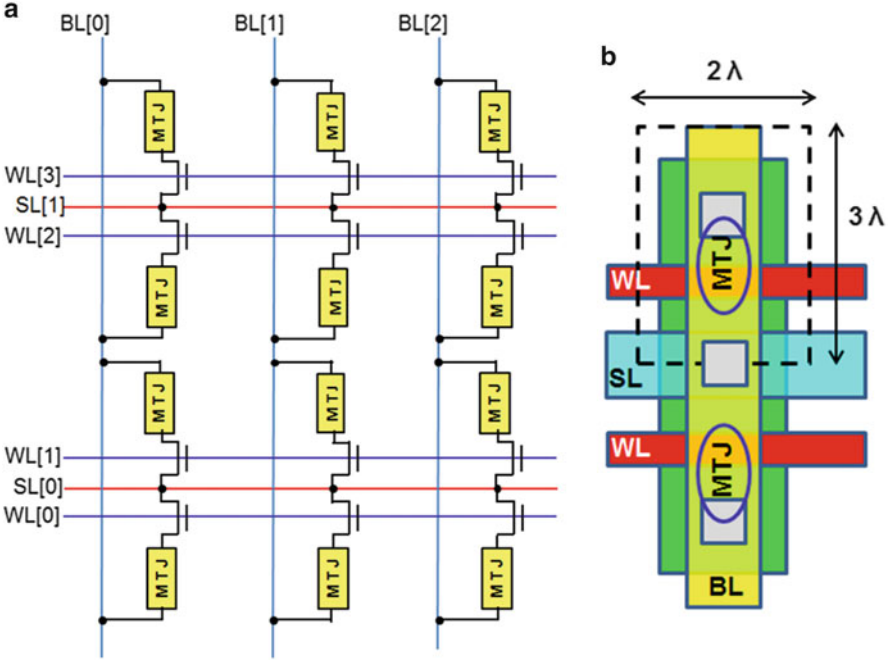 a
BL[0] BL[1] BL[2]
MTJ MTJ MTJ
WL[3]
SL[1]
WL[2]
MTJ MTJ MTJ
MTJ MTJ MTJ
WL[1]
SL[0]
WL[0]
MTJ MTJ MTJ
b
2 λ
3 λ
MTJ
WL
SL
WL
MTJ
BL